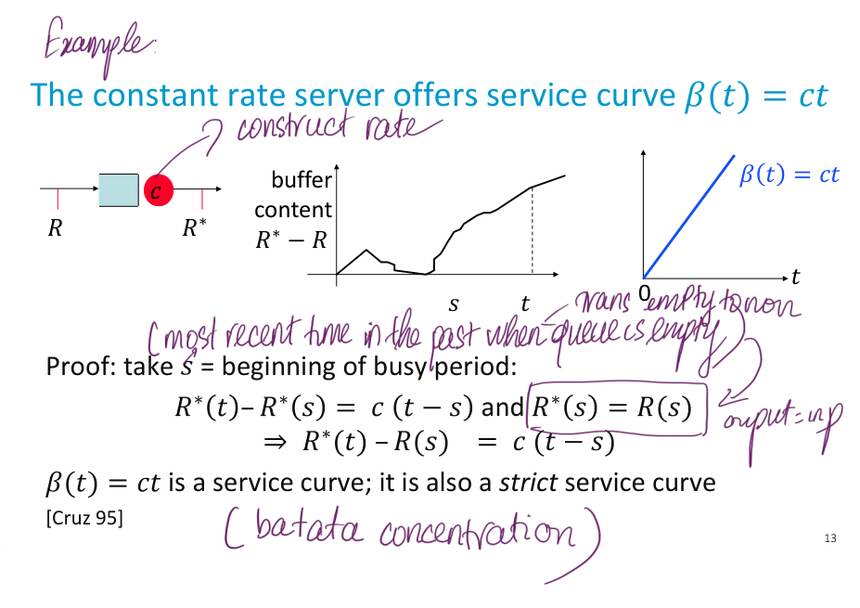 Example:
The constant rate server offers service curve β(t) = ct
construct rate
c
R
R*
buffer
content
R* − R
s
t
β(t) = ct
0
t
trans empty to non
(most recent time in the past when queue is empty)
Proof: take s = beginning of busy period:
R*(t)– R*(s) = c (t − s) and R*(s) = R(s)
⇒ R*(t) – R(s) = c (t − s)
ouput = inp
β(t) = ct is a service curve; it is also a strict service curve
[Cruz 95]
(batata concentration)
13